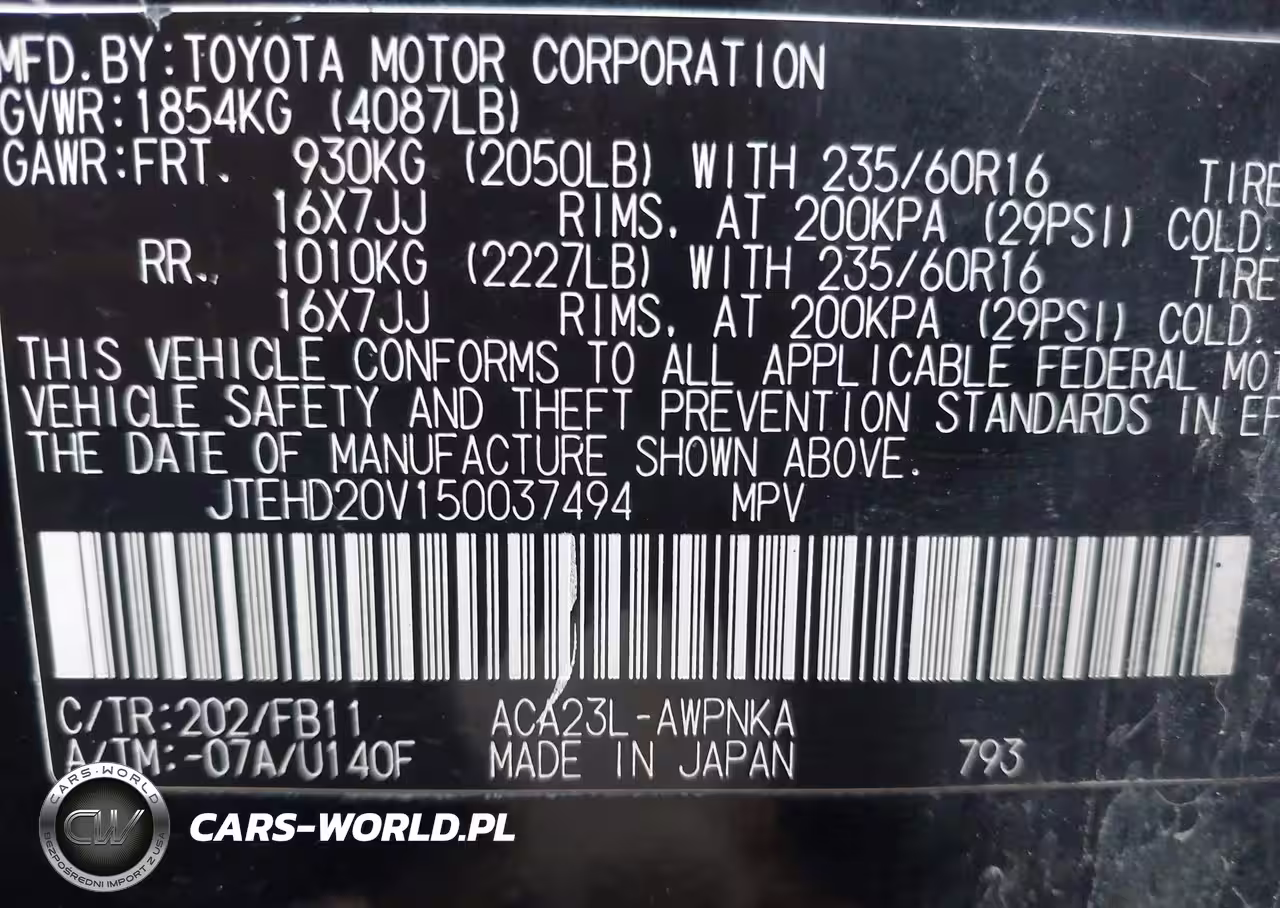 MFD.BY:TOYOTA MOTOR CORPORATION
GVWR:1854KG (4087LB)
GAWR:FRT. 930KG (2050LB) WITH 235/60R16 TIRE
16X7JJ RIMS, AT 200KPA (29PSI) COLD.
RR., 1010KG (2227LB) WITH 235/60R16 TIRE
16X7JJ RIMS, AT 200KPA (29PSI) COLD.
THIS VEHICLE CONFORMS TO ALL APPLICABLE FEDERAL MOT
VEHICLE SAFETY AND THEFT PREVENTION STANDARDS IN EF
THE DATE OF MANUFACTURE SHOWN ABOVE.
JTEHD20V150037494 MPV
C/TR:202/FB11 ACA23L-AWPNKA
A/TM:-07A/U140F MADE IN JAPAN 793
CARS-WORLD
CW
BEZPOŚREDNI IMPORT Z USA
CARS-WORLD.PL